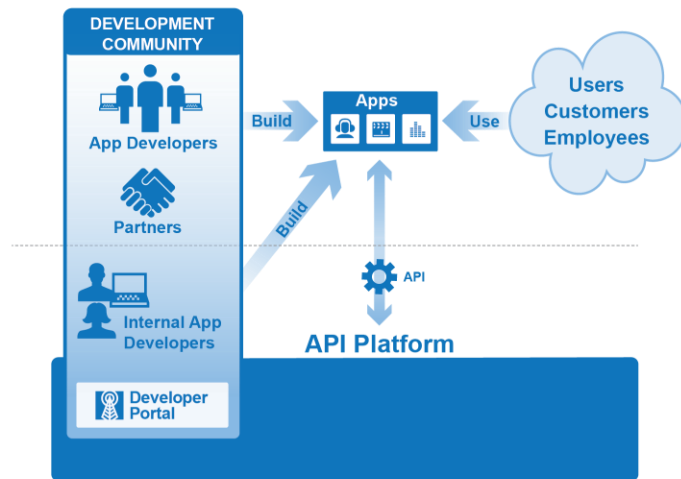 DEVELOPMENT
COMMUNITY
App Developers
Partners
Internal App
Developers
Developer
Portal
Build
Build
Apps
Use
Users
Customers
Employees
API
API Platform